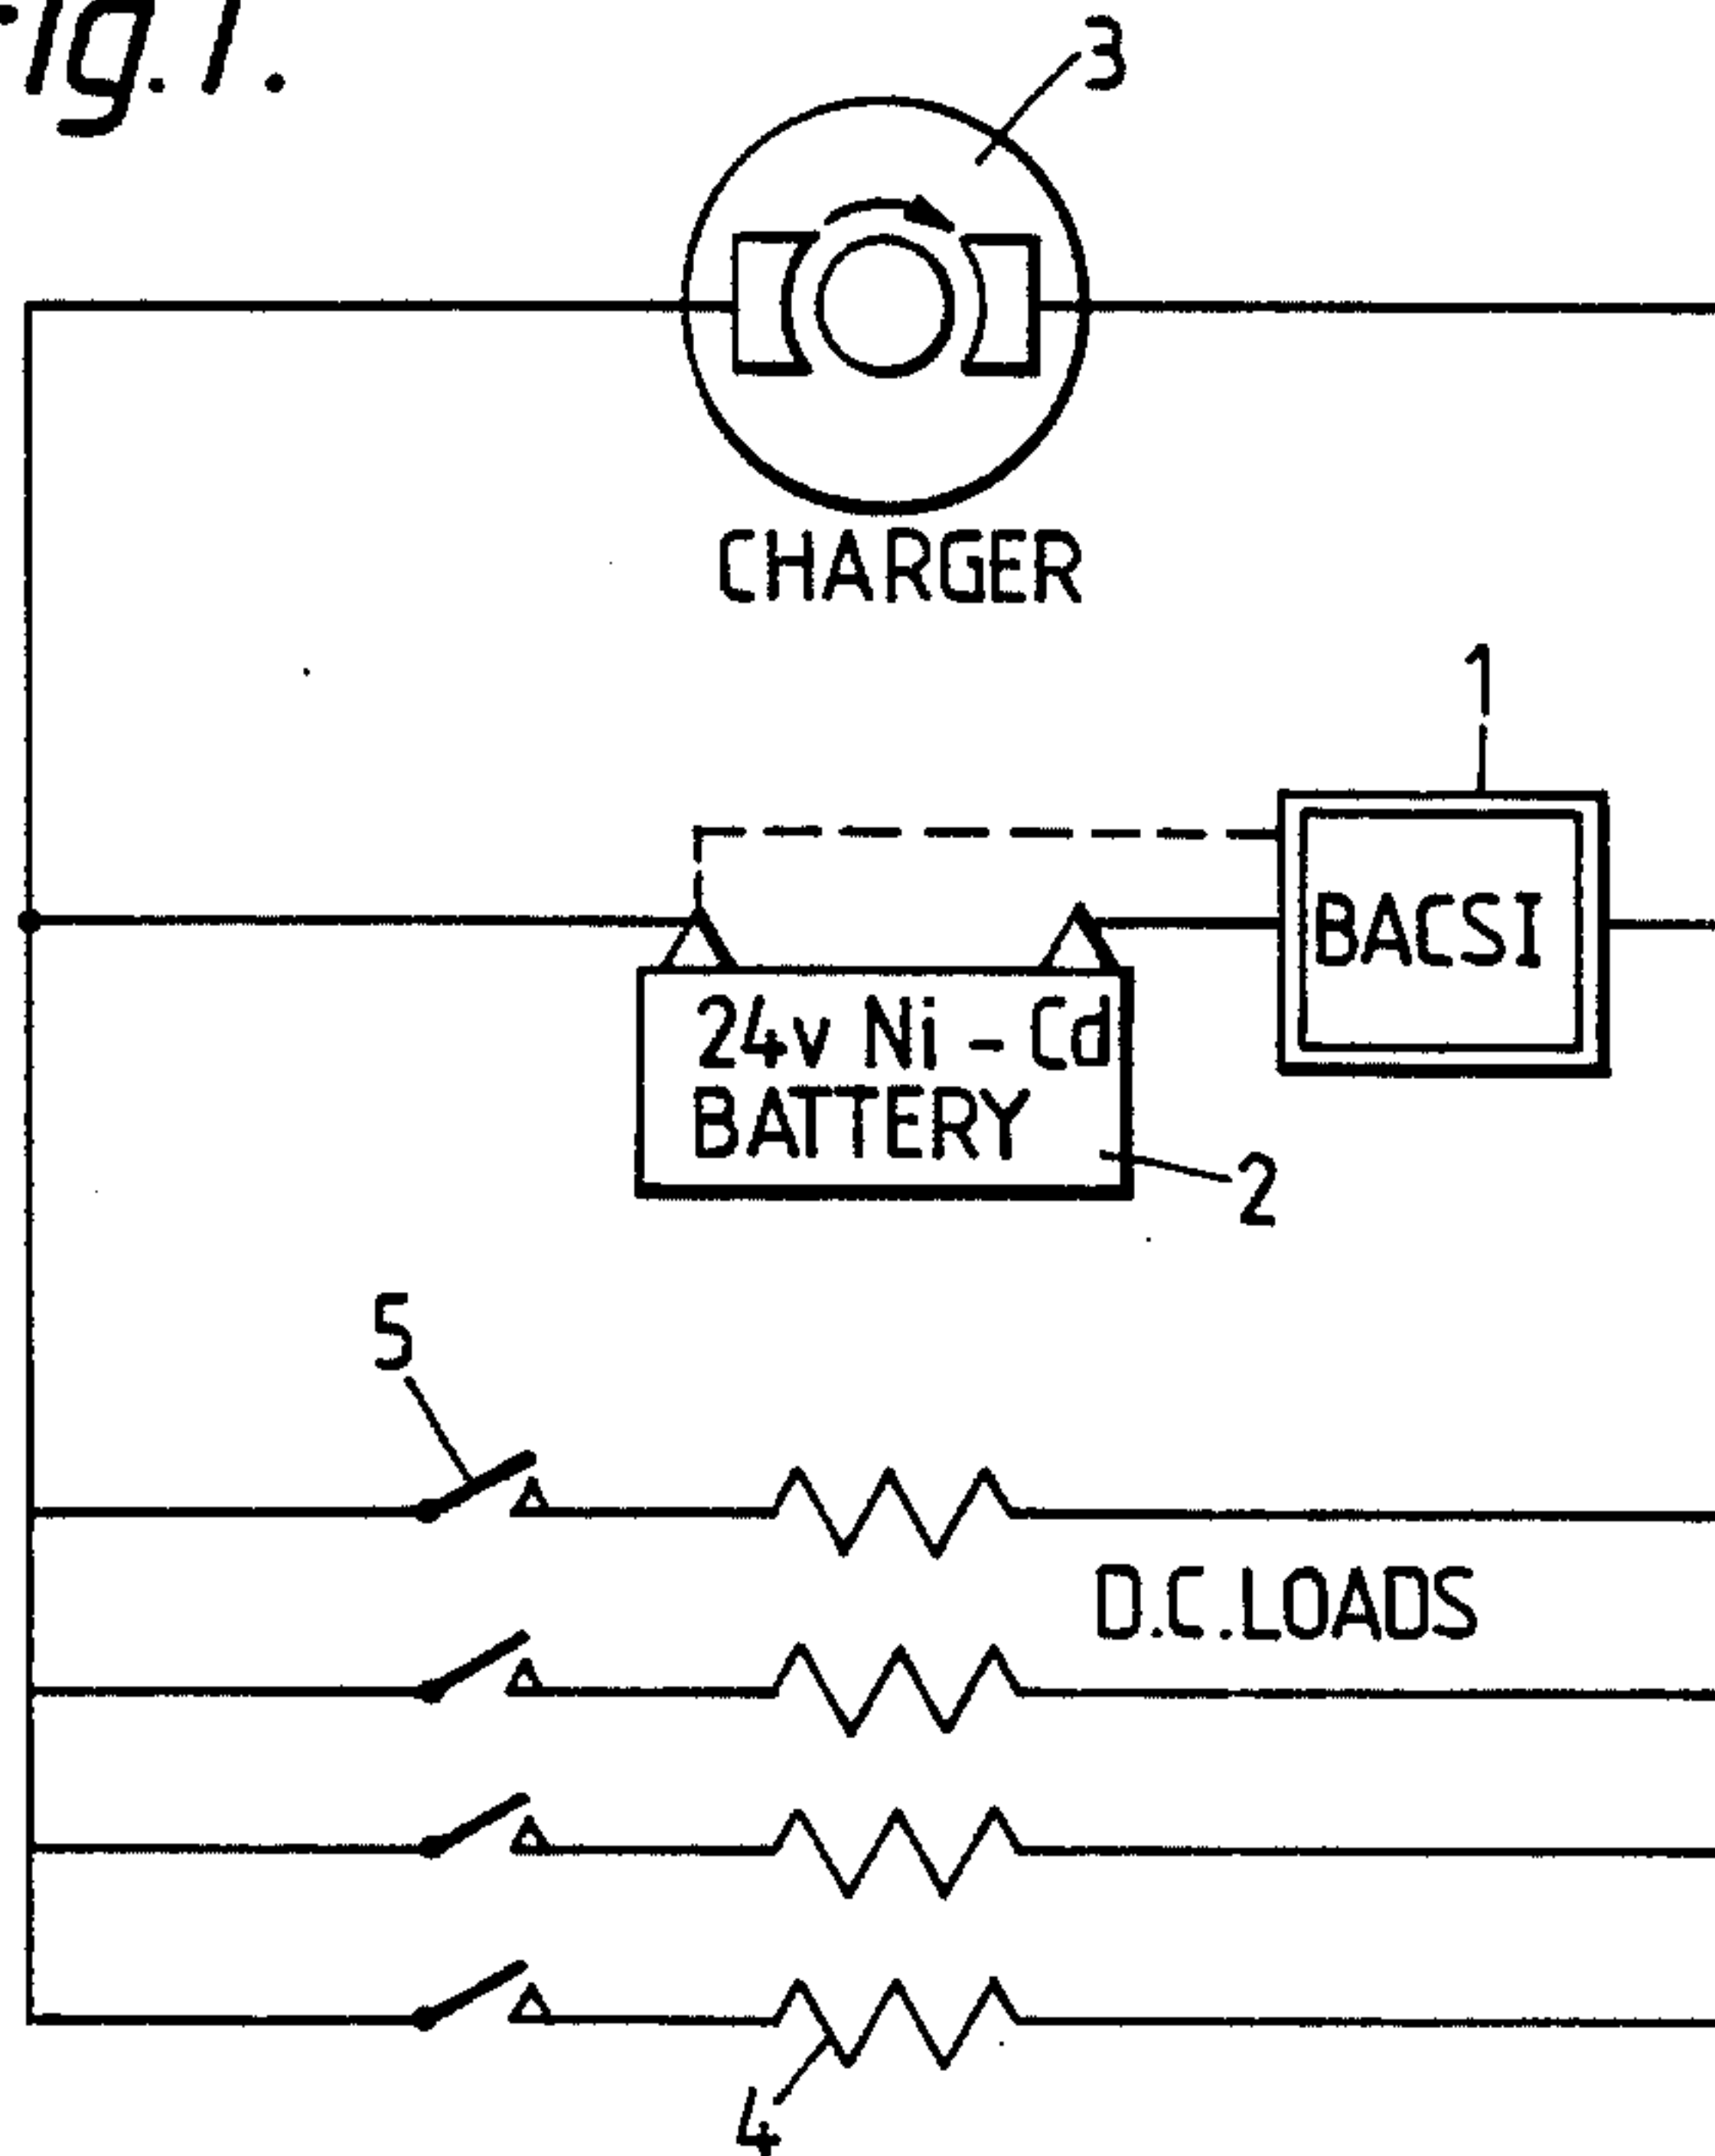 Fig.1.
3
CHARGER
1
BACSI
24v Ni - Cd
BATTERY
2
5
D.C.LOADS
4